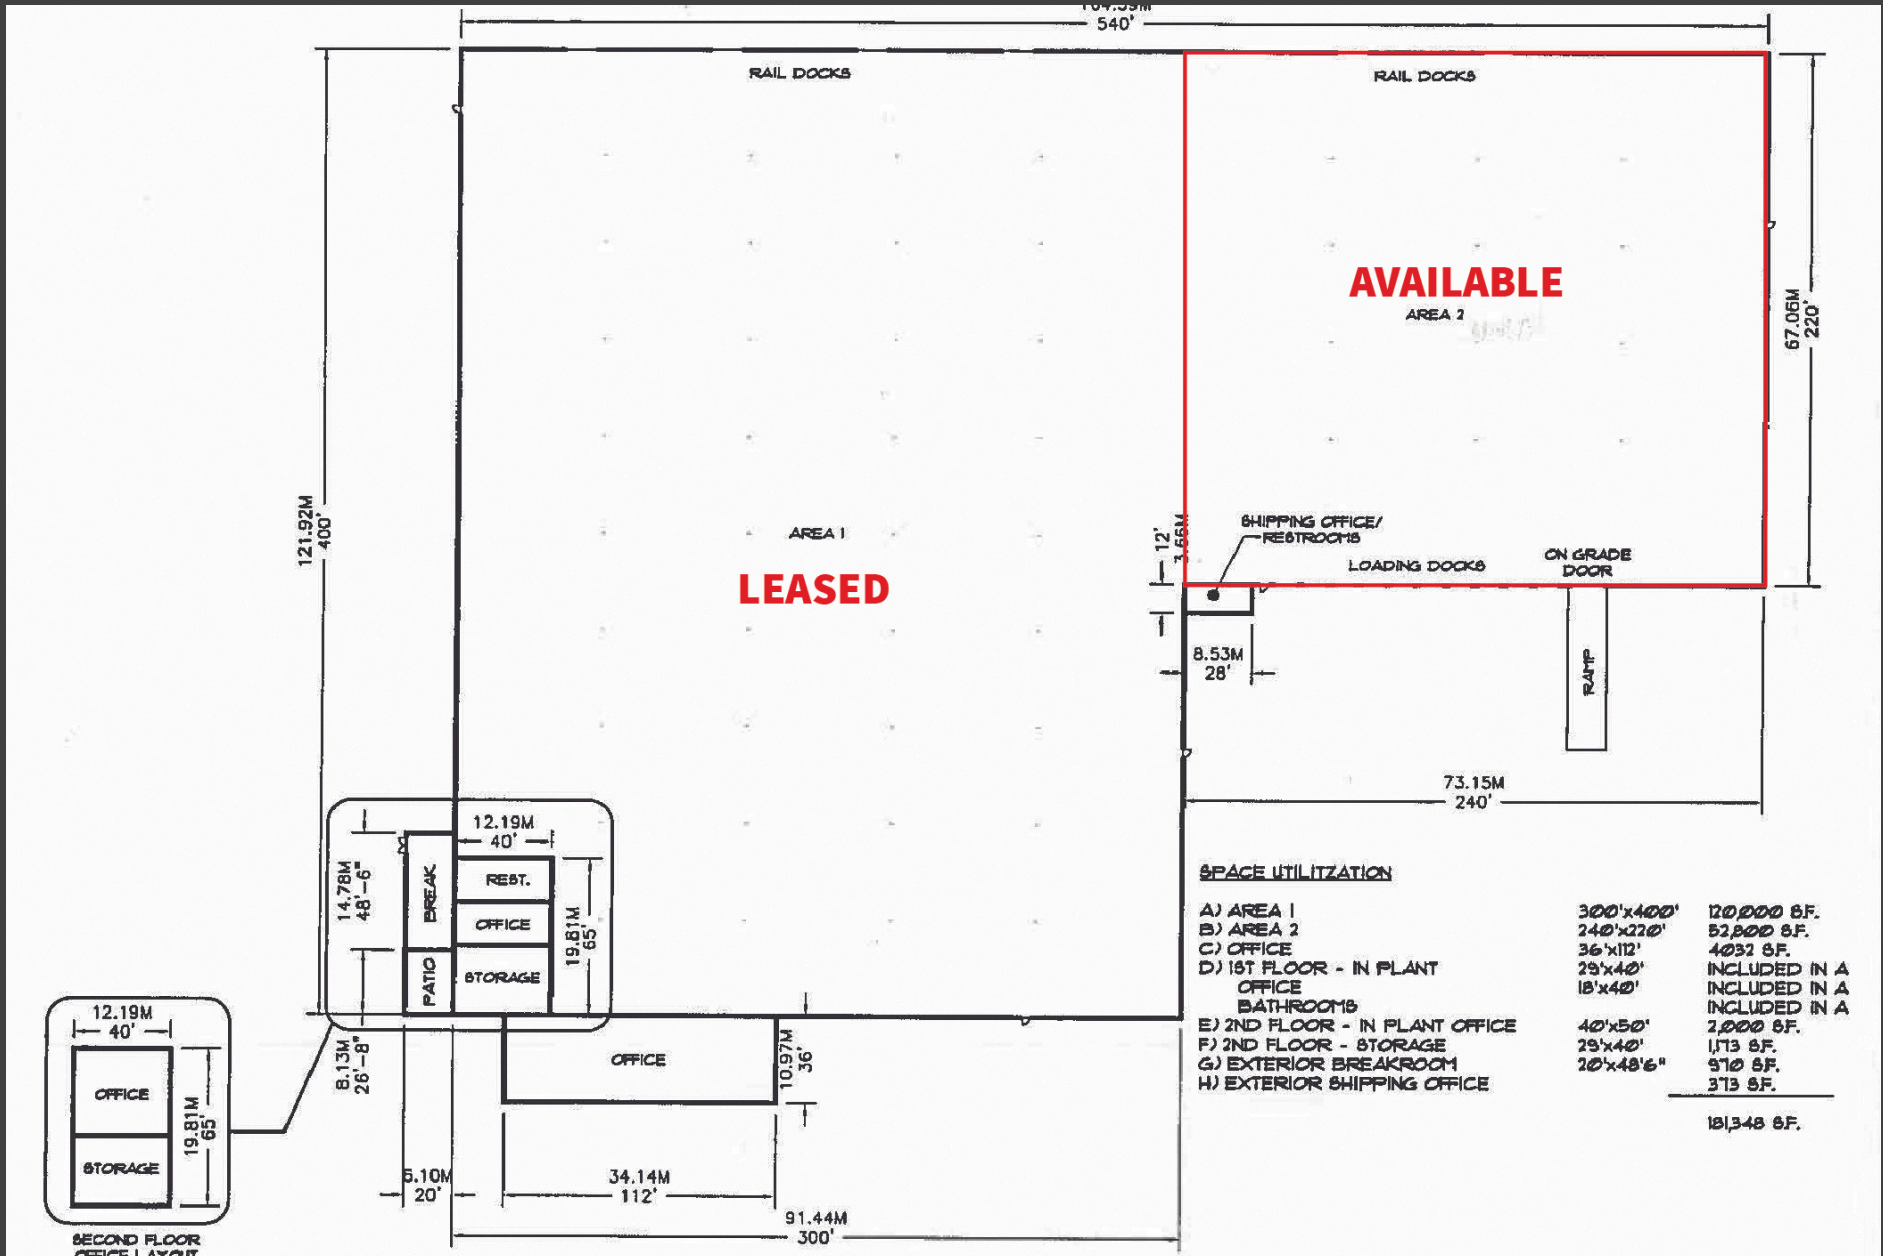 540'
RAIL DOCKS
RAIL DOCKS
AVAILABLE
AREA 2
67.06M
220'
121.92M
400'
AREA 1
LEASED
12'
3.66M
SHIPPING OFFICE/
RESTROOMS
LOADING DOCKS
ON GRADE
DOOR
8.53M
28'
RAMP
73.15M
240'
12.19M
40'
14.78M
48'-6"
BREAK
REST.
OFFICE
STORAGE
19.81M
65'
PATIO
8.13M
26'-8"
OFFICE
10.97M
36'
12.19M
40'
OFFICE
STORAGE
19.81M
65'
SECOND FLOOR
OFFICE LAYOUT
6.10M
20'
34.14M
112'
91.44M
300'
SPACE UTILITZATION
A) AREA 1 300'x400' 120,000 S.F.
B) AREA 2 240'x220' 52,800 S.F.
C) OFFICE 36'x112' 4032 S.F.
D) 1ST FLOOR - IN PLANT 29'x40' INCLUDED IN A
OFFICE 18'x40' INCLUDED IN A
BATHROOMS INCLUDED IN A
E) 2ND FLOOR - IN PLANT OFFICE 40'x50' 2,000 S.F.
F) 2ND FLOOR - STORAGE 29'x40' 1,173 S.F.
G) EXTERIOR BREAKROOM 20'x48'6" 970 S.F.
H) EXTERIOR SHIPPING OFFICE 373 S.F.
181,348 S.F.